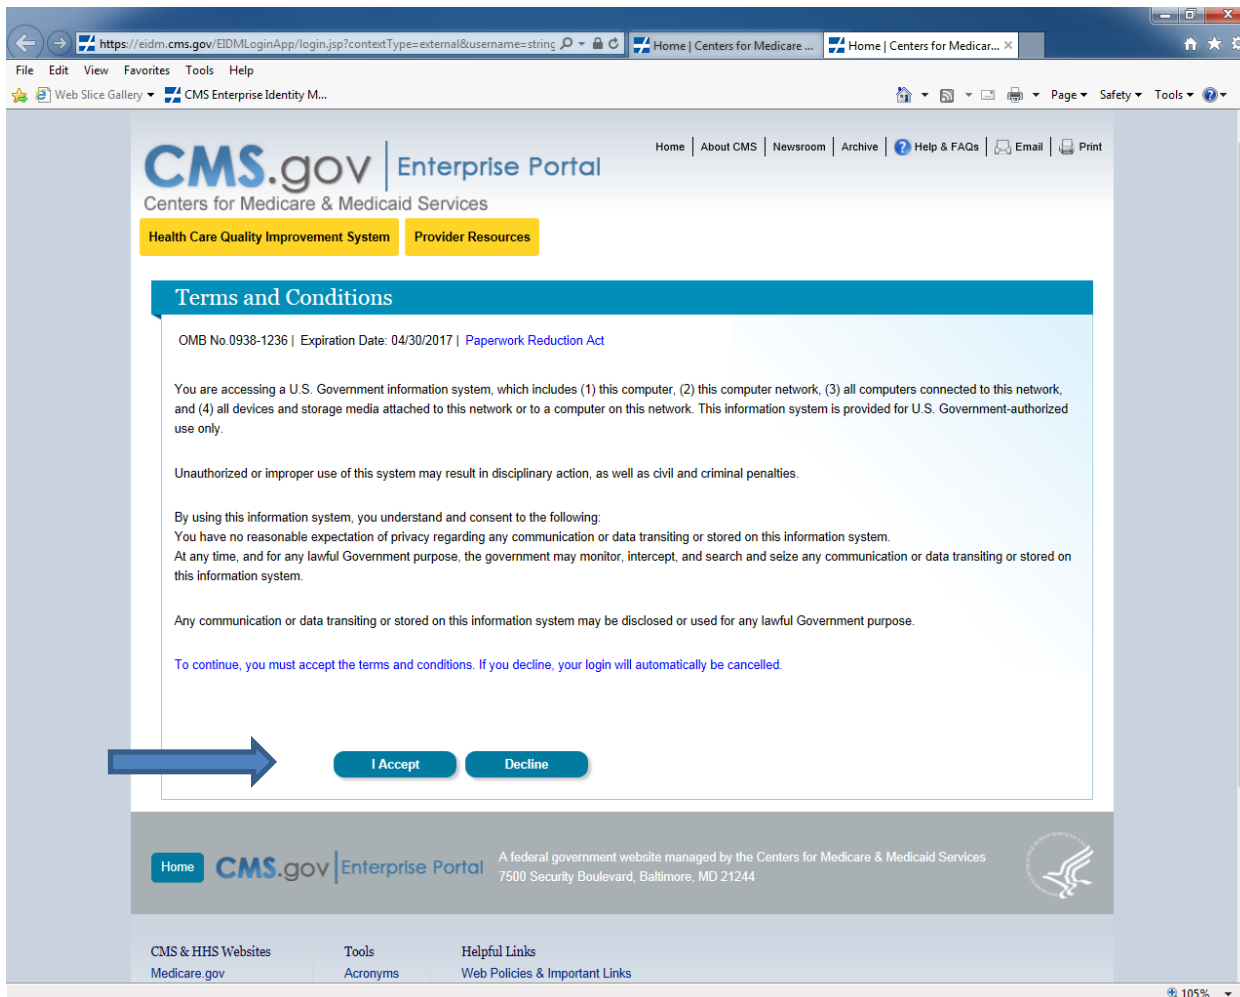 https://eidm.cms.gov/EIDMLoginApp/login.jsp?contextType=external&username=string
Home | Centers for Medicare ...
Home | Centers for Medicar...
File Edit View Favorites Tools Help
Web Slice Gallery
CMS Enterprise Identity M...
Page Safety Tools
Home | About CMS | Newsroom | Archive | Help & FAQs | Email | Print
CMS.gov | Enterprise Portal
Centers for Medicare & Medicaid Services
Health Care Quality Improvement System
Provider Resources
Terms and Conditions
OMB No.0938-1236 | Expiration Date: 04/30/2017 | Paperwork Reduction Act
You are accessing a U.S. Government information system, which includes (1) this computer, (2) this computer network, (3) all computers connected to this network,
and (4) all devices and storage media attached to this network or to a computer on this network. This information system is provided for U.S. Government-authorized
use only.
Unauthorized or improper use of this system may result in disciplinary action, as well as civil and criminal penalties.
By using this information system, you understand and consent to the following:
You have no reasonable expectation of privacy regarding any communication or data transiting or stored on this information system.
At any time, and for any lawful Government purpose, the government may monitor, intercept, and search and seize any communication or data transiting or stored on
this information system.
Any communication or data transiting or stored on this information system may be disclosed or used for any lawful Government purpose.
To continue, you must accept the terms and conditions. If you decline, your login will automatically be cancelled.
I Accept
Decline
Home
CMS.gov | Enterprise Portal
A federal government website managed by the Centers for Medicare & Medicaid Services
7500 Security Boulevard, Baltimore, MD 21244
CMS & HHS Websites
Medicare.gov
Tools
Acronyms
Helpful Links
Web Policies & Important Links
105%